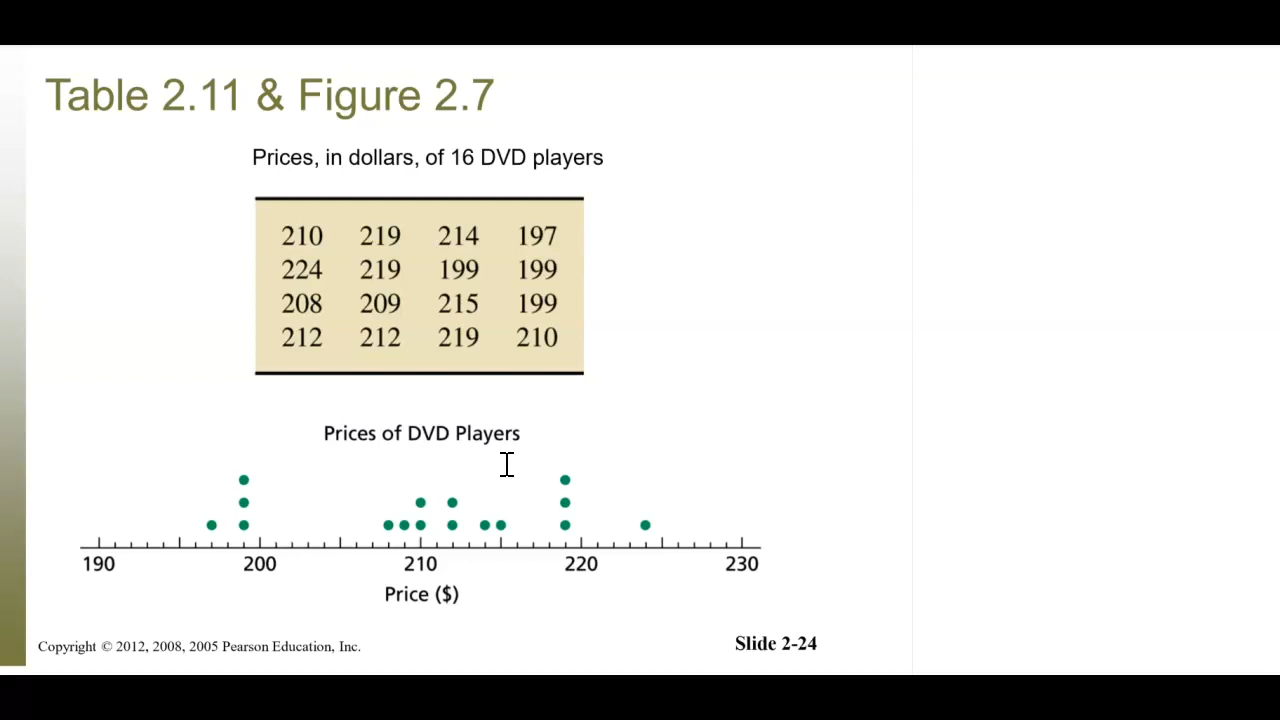 Table 2.11 & Figure 2.7
Prices, in dollars, of 16 DVD players
210 219 214 197
224 219 199 199
208 209 215 199
212 212 219 210
Prices of DVD Players
190 200 210 220 230
Price ($)
Copyright © 2012, 2008, 2005 Pearson Education, Inc.
Slide 2-24